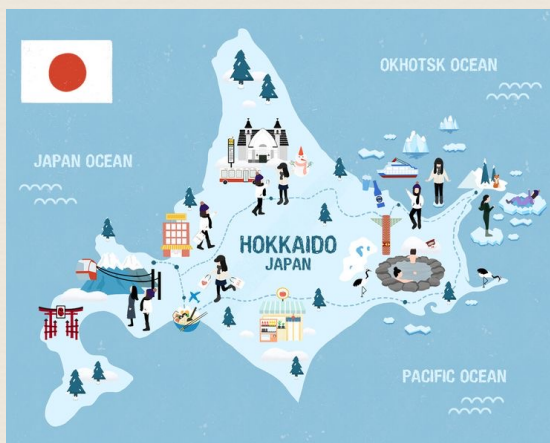 OKHOTSK OCEAN
JAPAN OCEAN
HOKKAIDO
JAPAN
PACIFIC OCEAN